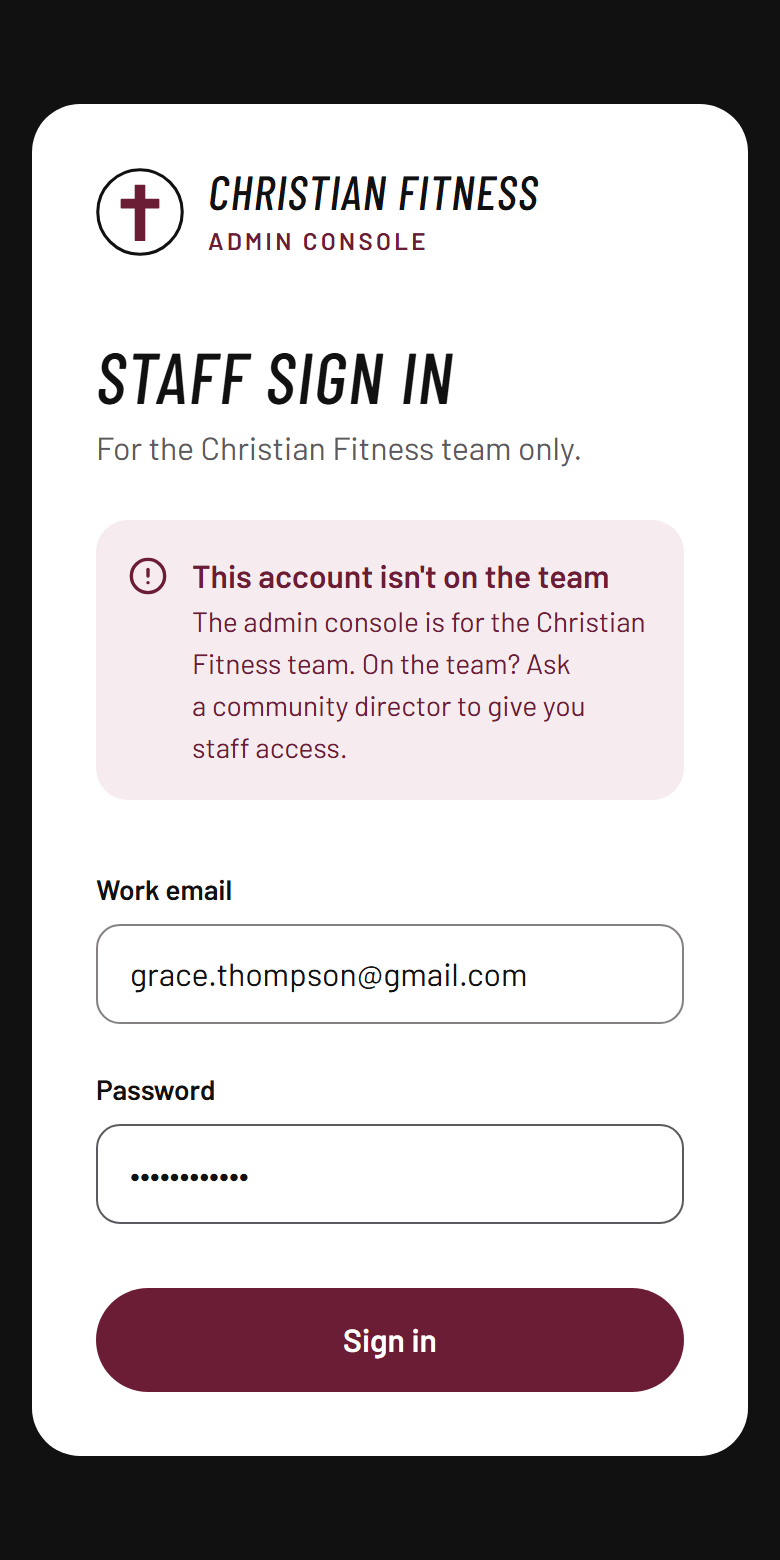 CHRISTIAN FITNESS
ADMIN CONSOLE
STAFF SIGN IN
For the Christian Fitness team only.
This account isn't on the team
The admin console is for the Christian
Fitness team. On the team? Ask
a community director to give you
staff access.
Work email
grace.thompson@gmail.com
Password
••••••••••••
Sign in